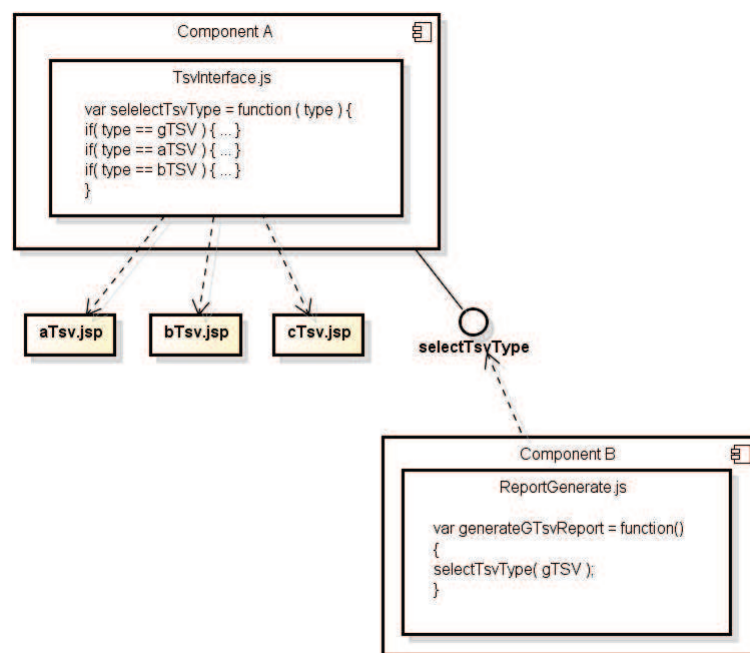 Component A
TsvInterface.js
var selelectTsvType = function ( type ) {
if( type == gTSV ) { ... }
if( type == aTSV ) { ... }
if( type == bTSV ) { ... }
}
aTsv.jsp
bTsv.jsp
cTsv.jsp
selectTsvType
Component B
ReportGenerate.js
var generateGTsvReport = function()
{
selectTsvType( gTSV );
}